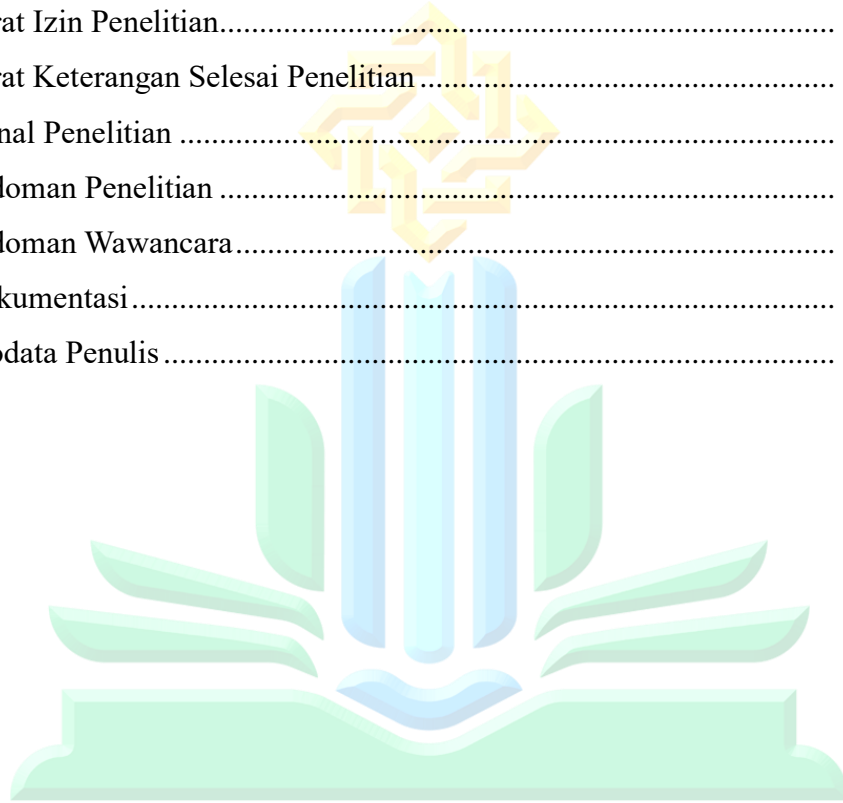 rat Izin Penelitian....................................................................................
rat Keterangan Selesai Penelitian....................................................
nal Penelitian ..................................................................................
doman Penelitian .............................................................................
doman Wawancara...........................................................................
kumentasi........................................................................................
odata Penulis....................................................................................